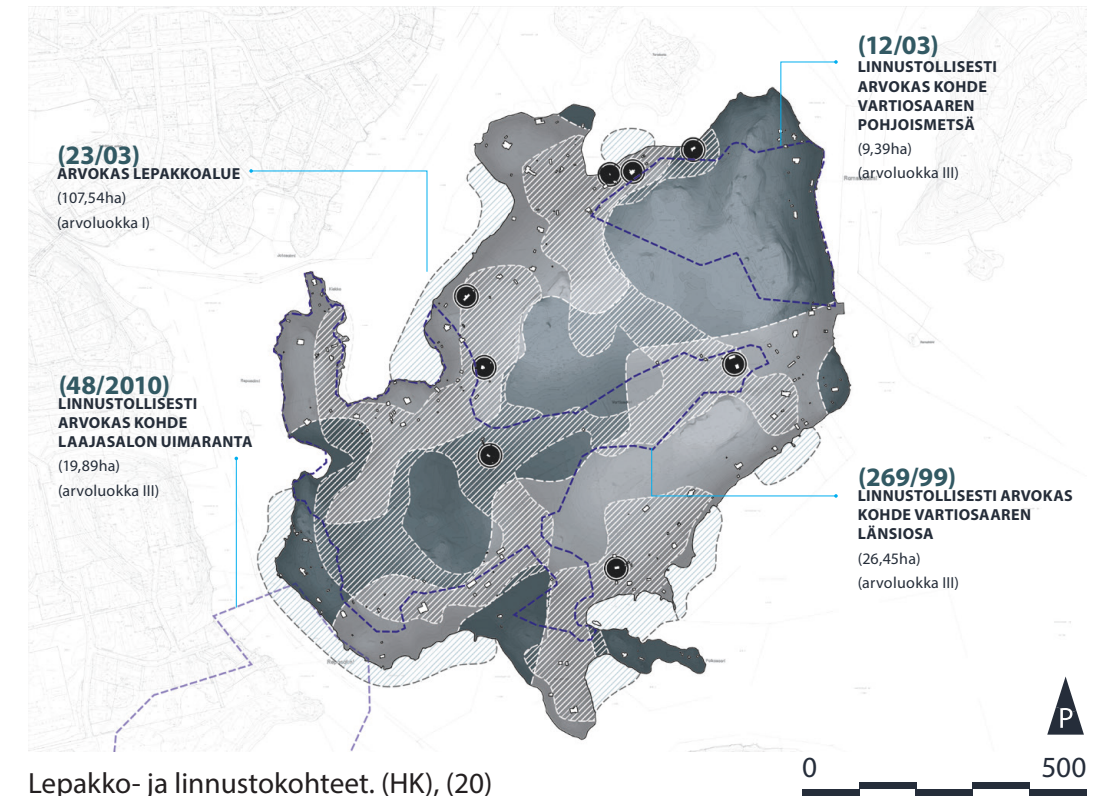 (12/03)
LINNUSTOLLISESTI
ARVOKAS KOHDE
VARTIOSAAREN
POHJOISMETSÄ
(9,39ha)
(arvoluokka III)
(23/03)
ARVOKAS LEPAKKOALUE
(107,54ha)
(arvoluokka I)
(48/2010)
LINNUSTOLLISESTI
ARVOKAS KOHDE
LAAJASALON UIMARANTA
(19,89ha)
(arvoluokka III)
(269/99)
LINNUSTOLLISESTI ARVOKAS
KOHDE VARTIOSAAREN
LÄNSIOSA
(26,45ha)
(arvoluokka III)
P
0 500
Lepakko- ja linnustokohteet. (HK), (20)